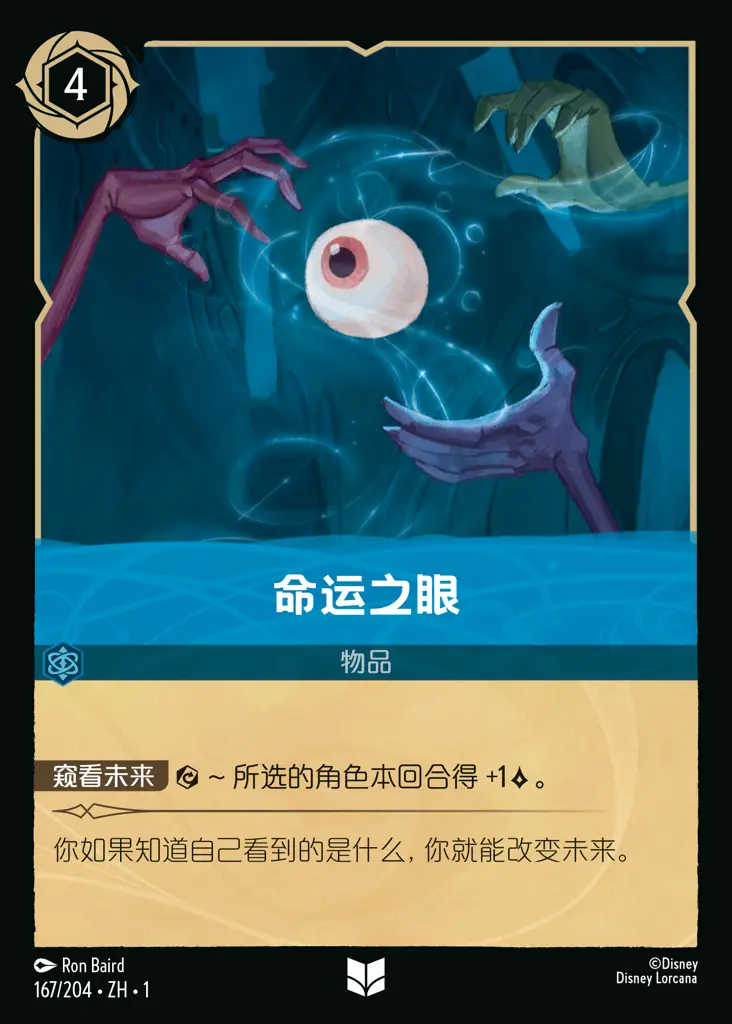 4
命运之眼
物品
窥看未来 ~ 所选的角色本回合得 +1 。
你如果知道自己看到的是什么, 你就能改变未来。
Ron Baird
167/204 • ZH • 1
©Disney
Disney Lorcana